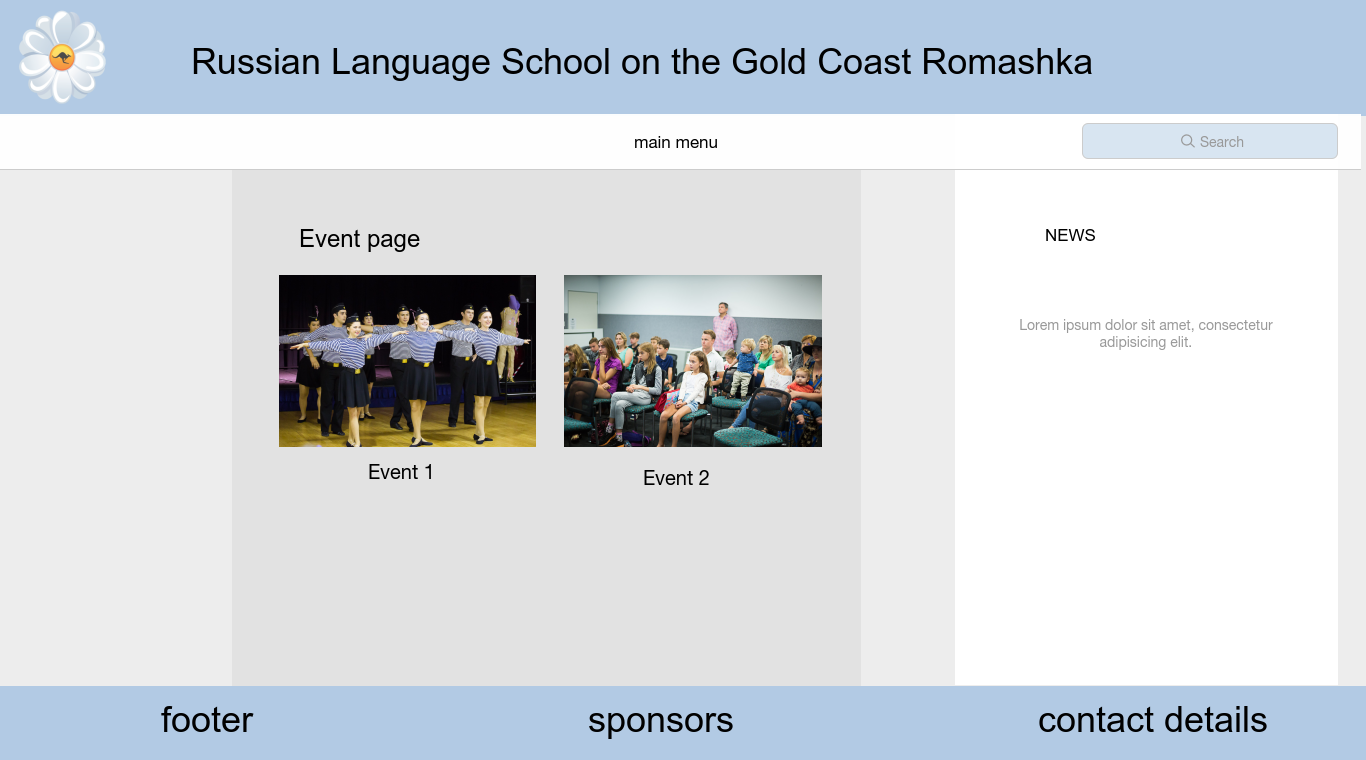 Russian Language School on the Gold Coast Romashka
main menu
Search
Event page
NEWS
Lorem ipsum dolor sit amet, consectetur
adipisicing elit.
Event 1
Event 2
footer
sponsors
contact details